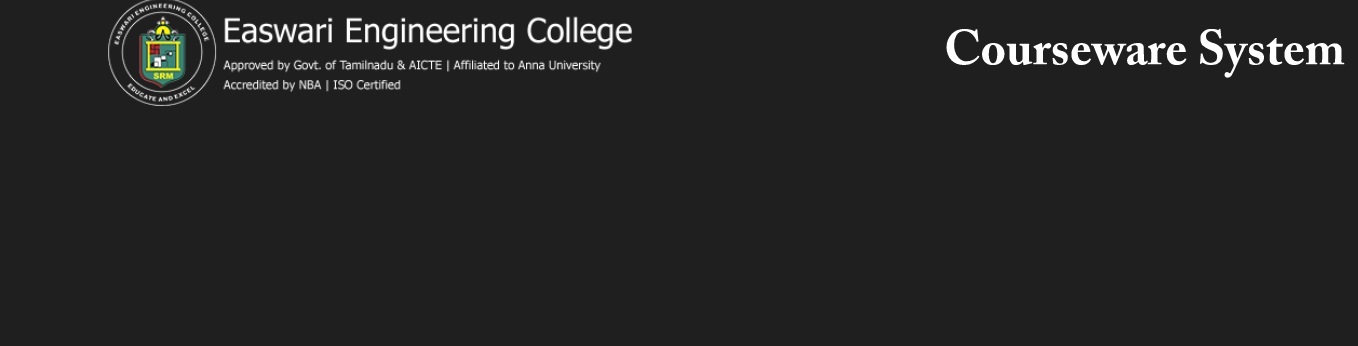 EASWARI ENGINEERING COLLEGE
SRM
EDUCATE AND EXCEL
Easwari Engineering College
Approved by Govt. of Tamilnadu & AICTE | Affiliated to Anna University
Accredited by NBA | ISO Certified
Courseware System